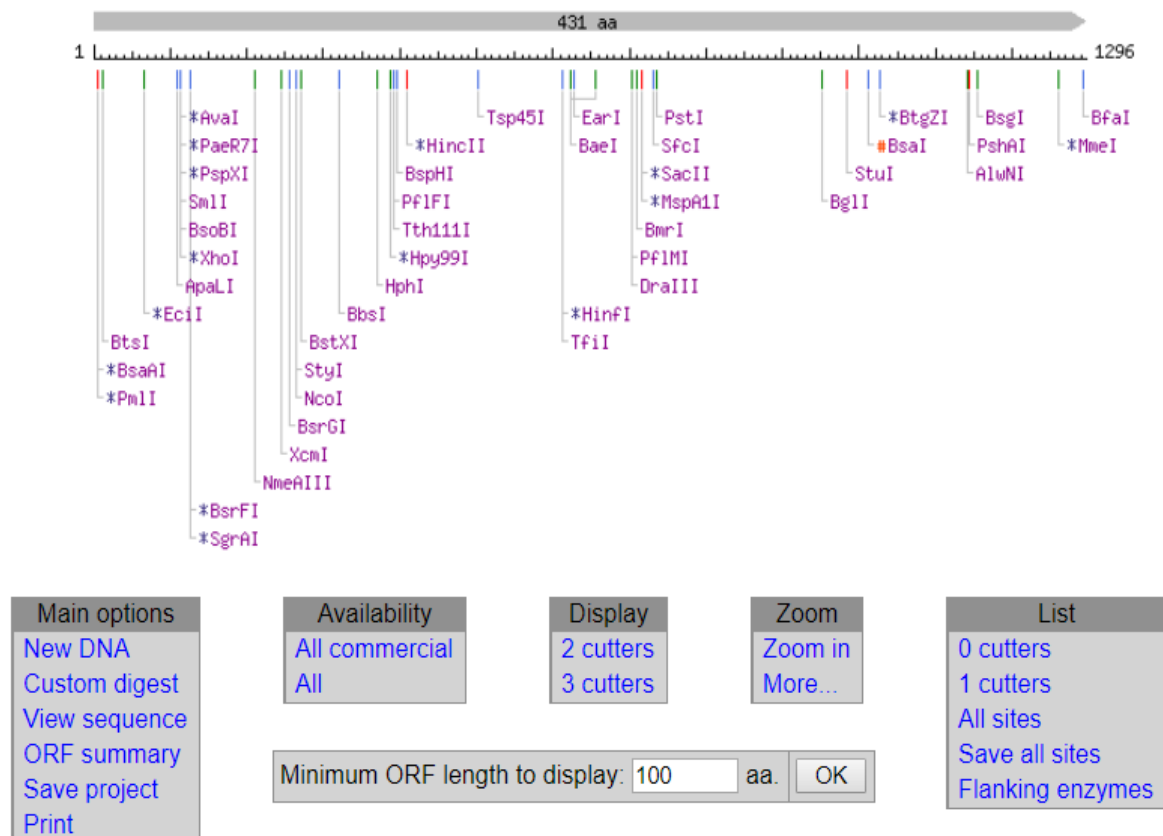 431 aa
1 1296
*AvaI Tsp45I EarI PstI *BtgZI BsgI BfaI
*PaeR7I *HincII BaeI SfcI #BsaI PshAI *MmeI
*PspXI BspHI *SacII StuI AlwNI
SmlI PflFI *MspA1I BglI
BsoBI Tth111I BmrI
*XhoI *Hpy99I PflMI
ApaLI HphI DraIII
*EciI BbsI *HinfI
BtsI BstXI TfiI
*BsaAI StyI
*PmlI NcoI
BsrGI
XcmI
NmeAIII
*BsrFI
*SgrAI
Main options
New DNA
Custom digest
View sequence
ORF summary
Save project
Print
Availability
All commercial
All
Display
2 cutters
3 cutters
Zoom
Zoom in
More...
List
0 cutters
1 cutters
All sites
Save all sites
Flanking enzymes
Minimum ORF length to display: 100 aa. OK